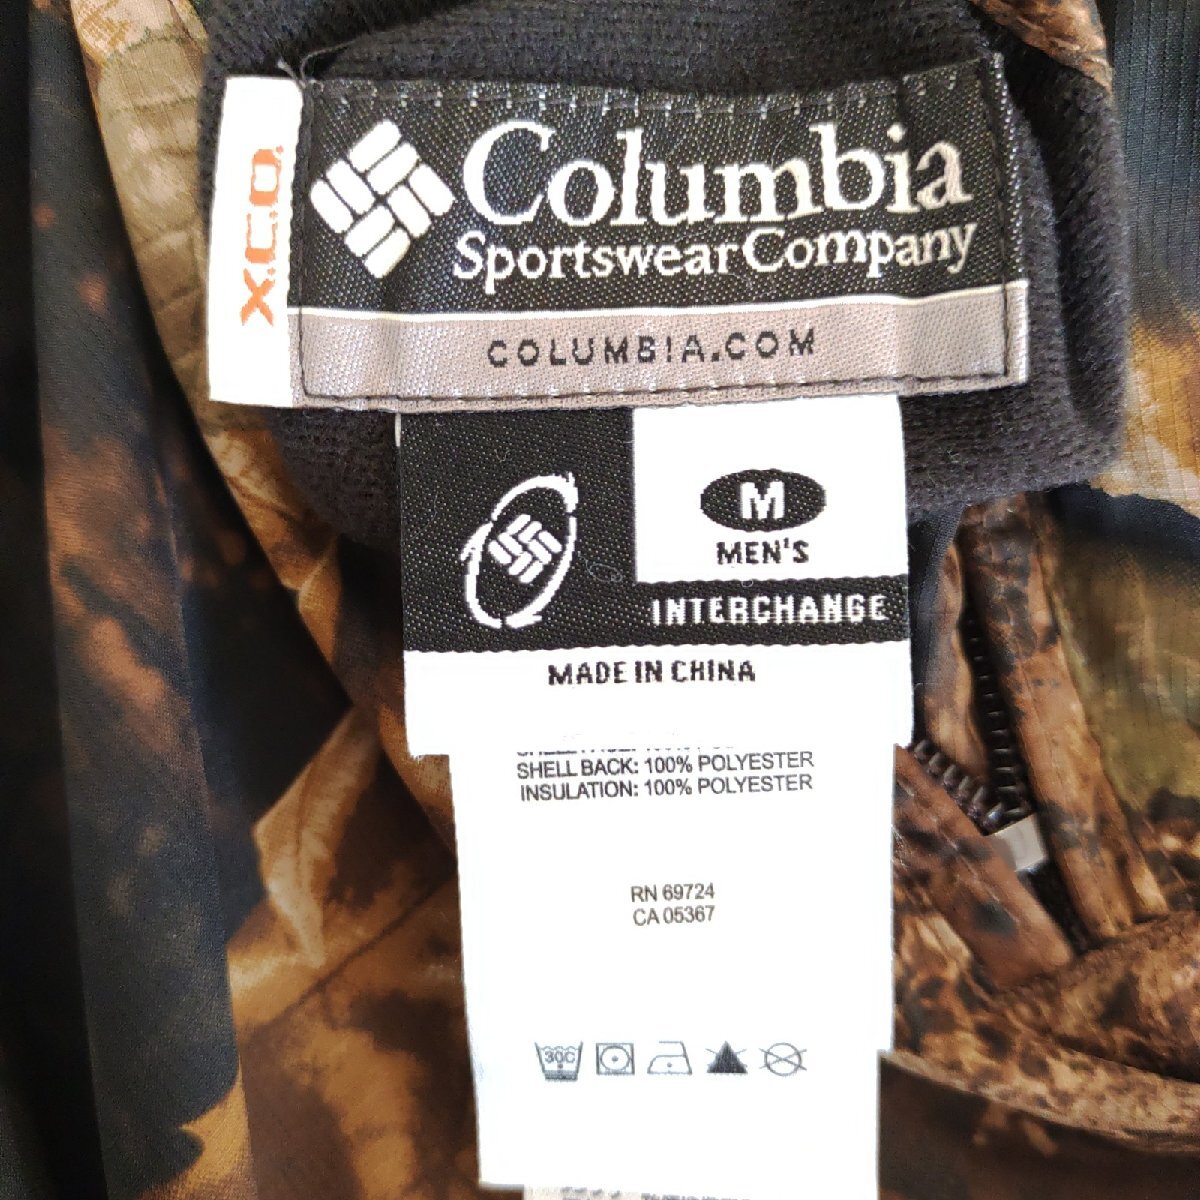 X.C.O.
Columbia
Sportswear Company
COLUMBIA.COM
M
MEN'S
INTERCHANGE
MADE IN CHINA
SHELL BACK: 100% POLYESTER
INSULATION: 100% POLYESTER
RN 69724
CA 05367
30C